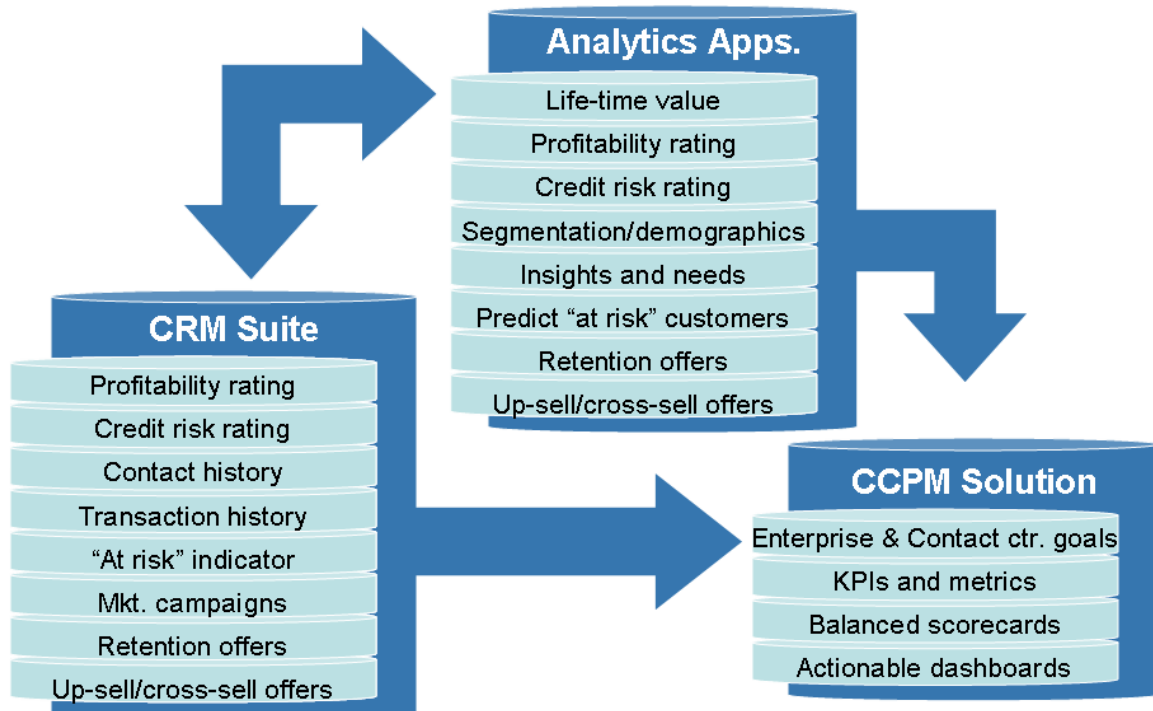 Analytics Apps.
Life-time value
Profitability rating
Credit risk rating
Segmentation/demographics
Insights and needs
Predict “at risk” customers
Retention offers
Up-sell/cross-sell offers
CRM Suite
Profitability rating
Credit risk rating
Contact history
Transaction history
“At risk” indicator
Mkt. campaigns
Retention offers
Up-sell/cross-sell offers
CCPM Solution
Enterprise & Contact ctr. goals
KPIs and metrics
Balanced scorecards
Actionable dashboards